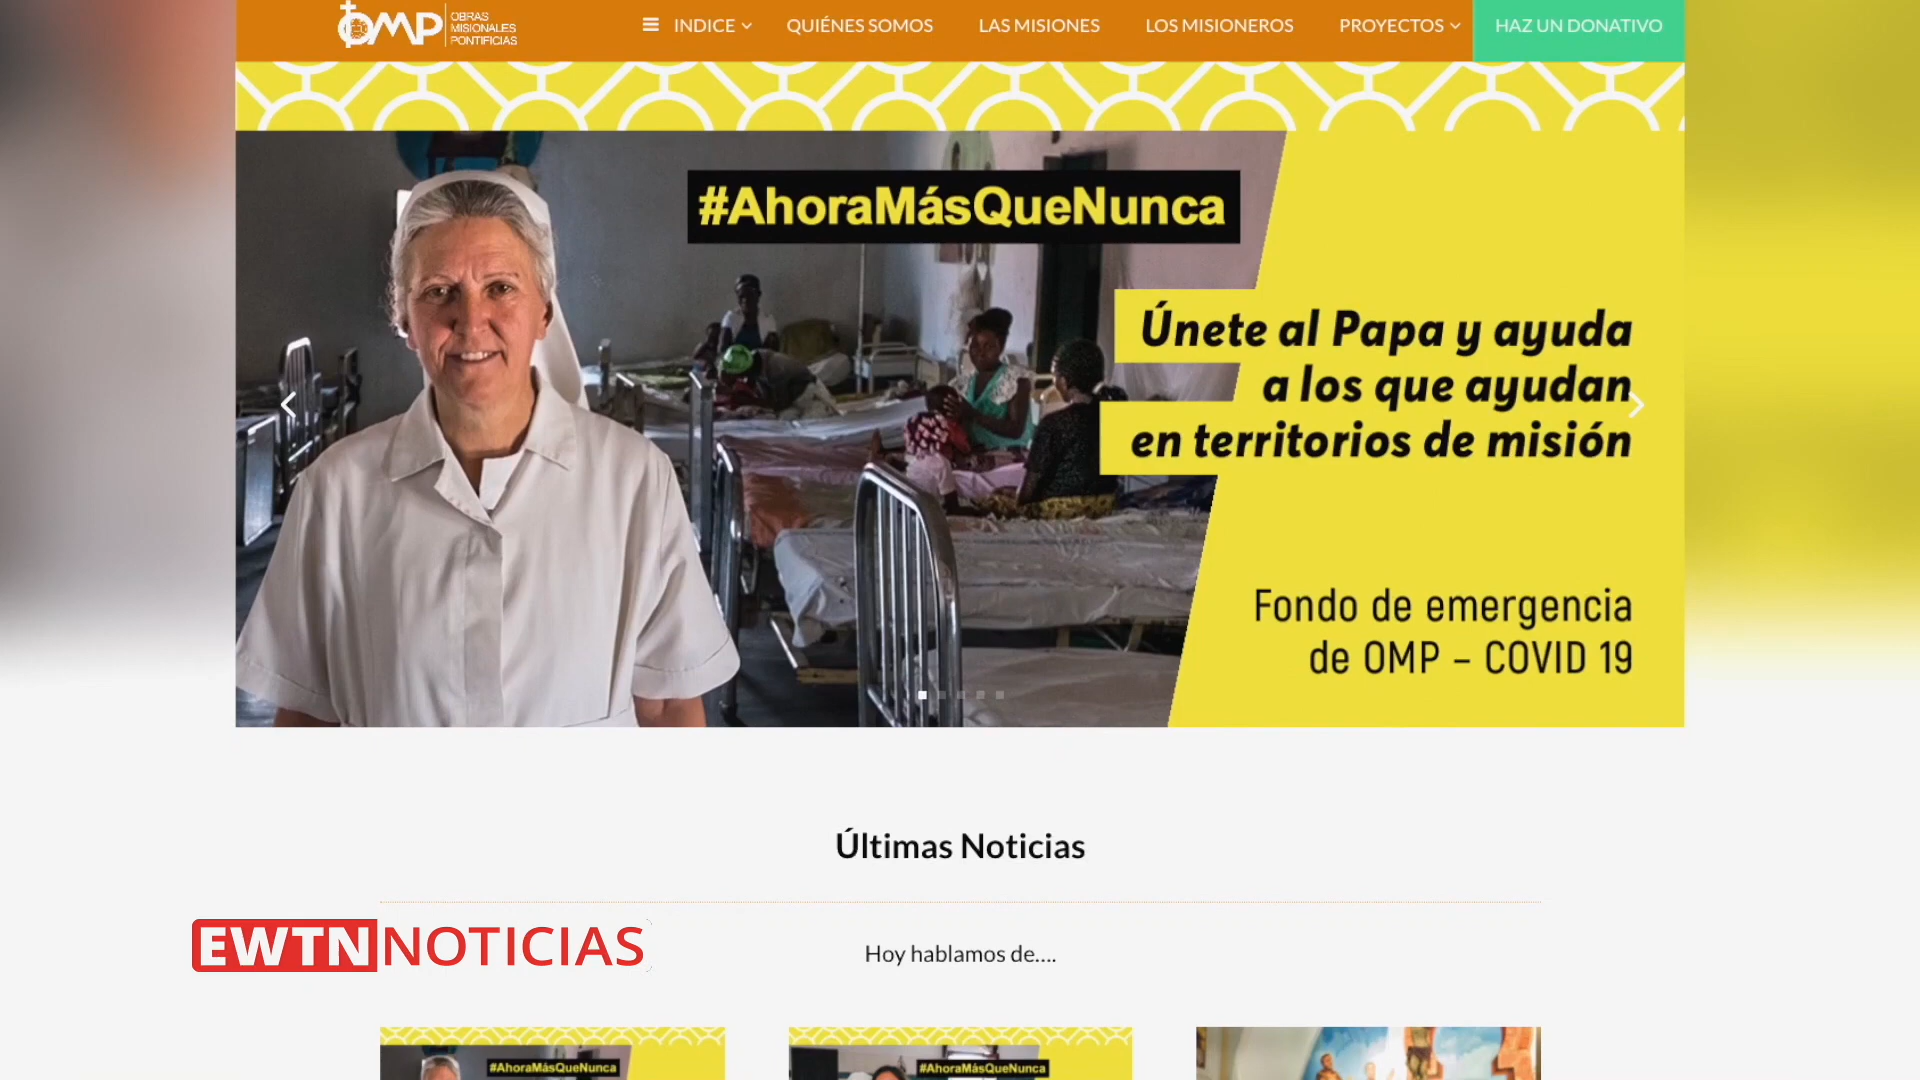 OMP
OBRAS
MISIONALES
PONTIFICIAS
INDICE
QUIÉNES SOMOS
LAS MISIONES
LOS MISIONEROS
PROYECTOS
HAZ UN DONATIVO
#AhoraMásQueNunca
Únete al Papa y ayuda
a los que ayudan
en territorios de misión
Fondo de emergencia
de OMP – COVID 19
Últimas Noticias
EWTN NOTICIAS
Hoy hablamos de....
#AhoraMásQueNunca
#AhoraMásQueNunca